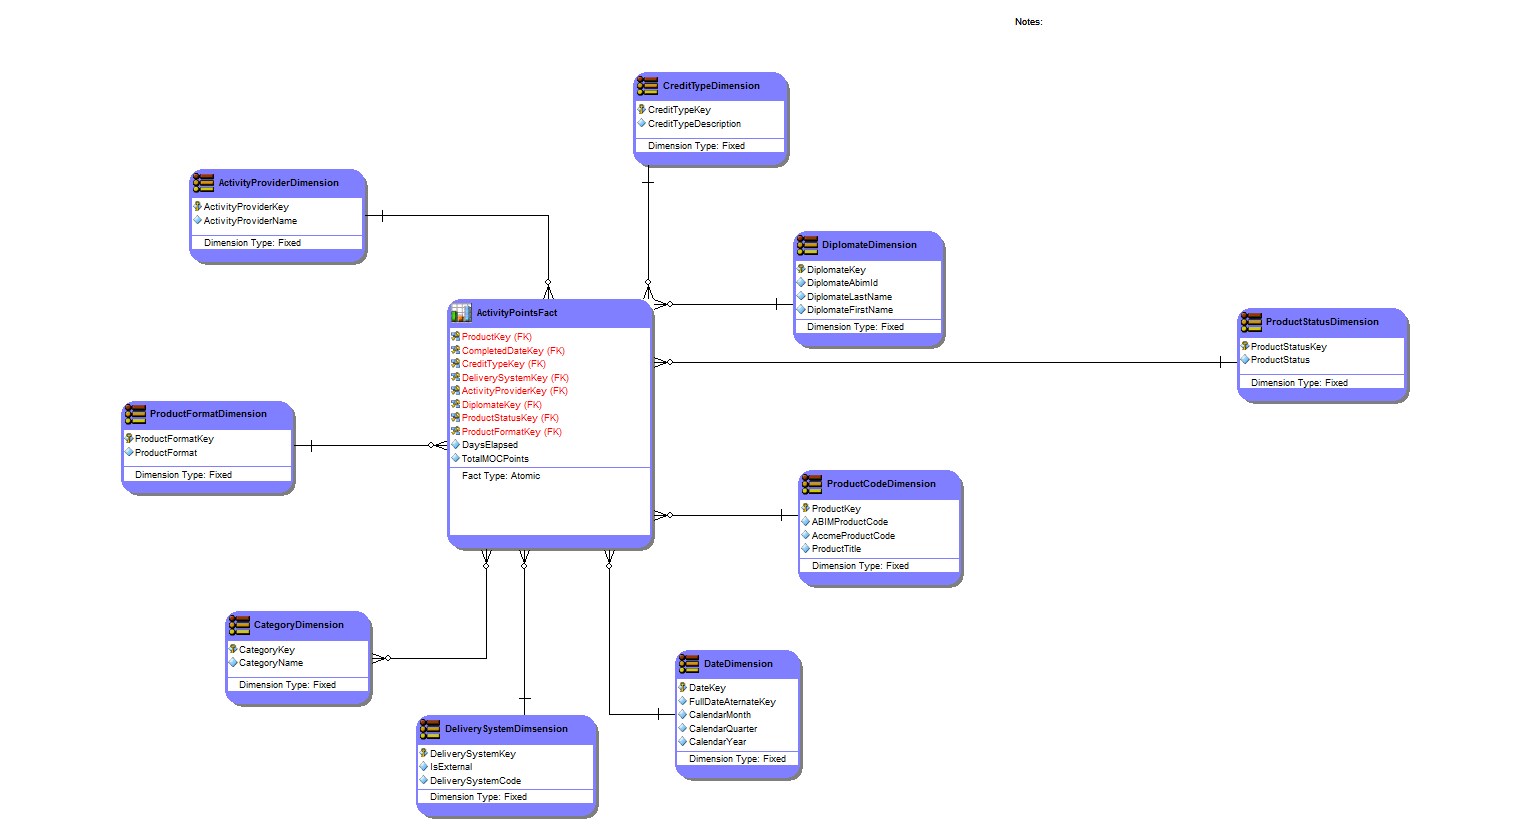 Notes:
CreditTypeDimension
CreditTypeKey
CreditTypeDescription
Dimension Type: Fixed
ActivityProviderDimension
ActivityProviderKey
ActivityProviderName
Dimension Type: Fixed
DiplomateDimension
DiplomateKey
DiplomateAbimId
DiplomateLastName
DiplomateFirstName
Dimension Type: Fixed
ActivityPointsFact
ProductKey (FK)
CompletedDateKey (FK)
CreditTypeKey (FK)
DeliverySystemKey (FK)
ActivityProviderKey (FK)
DiplomateKey (FK)
ProductStatusKey (FK)
ProductFormatKey (FK)
DaysElapsed
TotalMOCPoints
Fact Type: Atomic
ProductStatusDimension
ProductStatusKey
ProductStatus
Dimension Type: Fixed
ProductFormatDimension
ProductFormatKey
ProductFormat
Dimension Type: Fixed
ProductCodeDimension
ProductKey
ABIMProductCode
AccmeProductCode
ProductTitle
Dimension Type: Fixed
CategoryDimension
CategoryKey
CategoryName
Dimension Type: Fixed
DateDimension
DateKey
FullDateAternateKey
CalendarMonth
CalendarQuarter
CalendarYear
Dimension Type: Fixed
DeliverySystemDimsension
DeliverySystemKey
IsExternal
DeliverySystemCode
Dimension Type: Fixed